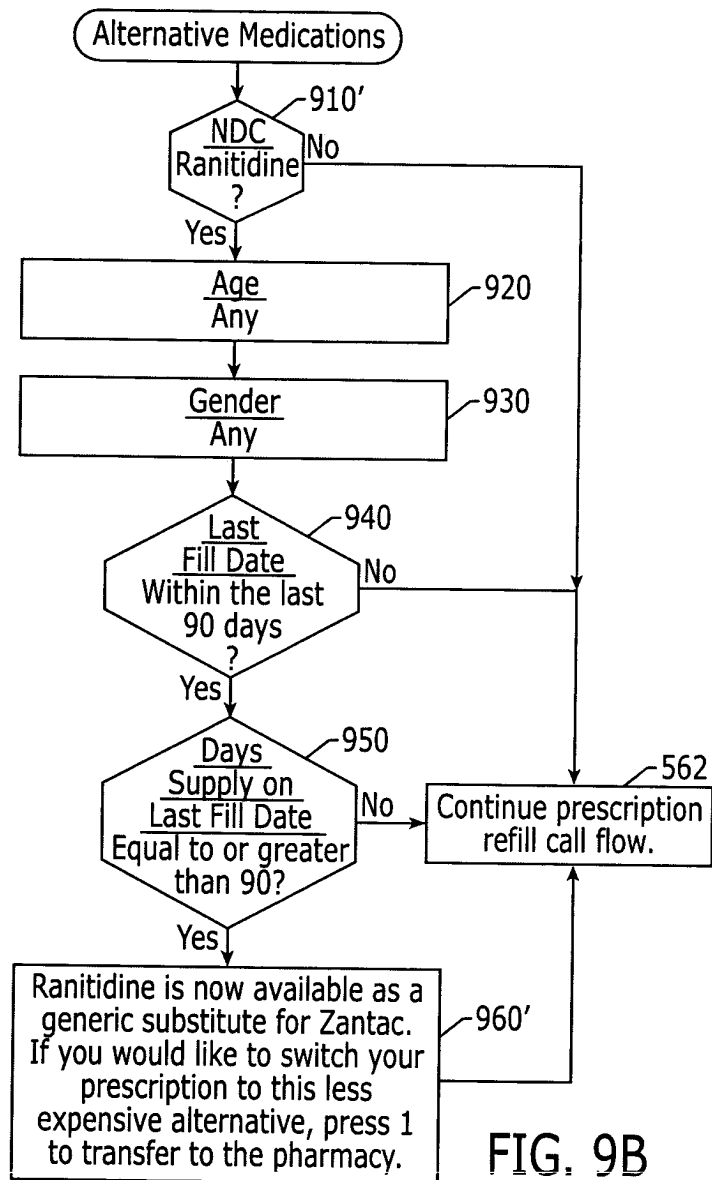 Alternative Medications
910'
NDC
Ranitidine
?
No
Yes
Age
Any
920
Gender
Any
930
940
Last
Fill Date
Within the last
90 days
?
No
Yes
950
Days
Supply on
Last Fill Date
Equal to or greater
than 90?
No
Yes
562
Continue prescription
refill call flow.
Ranitidine is now available as a
generic substitute for Zantac.
If you would like to switch your
prescription to this less
expensive alternative, press 1
to transfer to the pharmacy.
960'
FIG. 9B